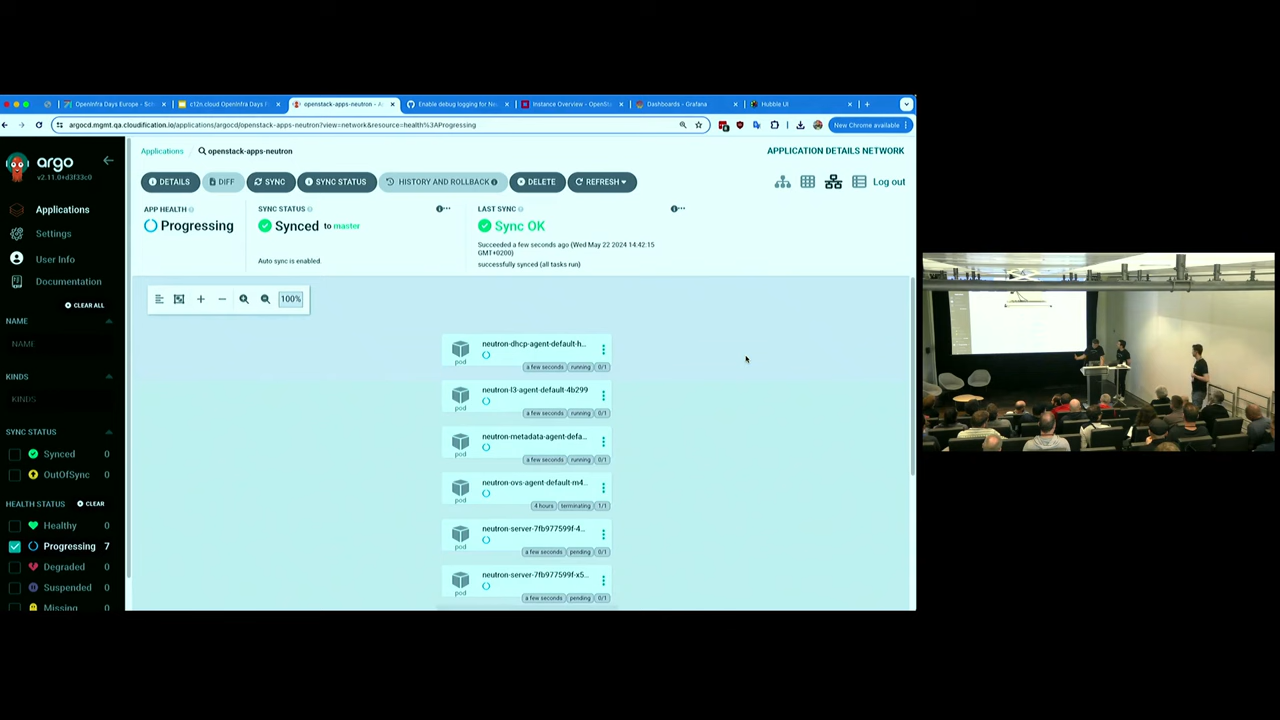 OpenInfra Days Europe - Sch
c12n.cloud OpenInfra Days F
openstack-apps-neutron - A
Enable debug logging for Ne
Instance Overview - OpenSt
Dashboards - Grafana
Hubble UI
argocd.mgmt.qa.cloudification.io/applications/argocd/openstack-apps-neutron?view=network&resource=health%3AProgressing
New Chrome available
argo
v2.11.0+d3f33c0
Applications
Settings
User Info
Documentation
CLEAR ALL
NAME
NAME
KINDS
KINDS
SYNC STATUS
Synced 0
OutOfSync 0
HEALTH STATUS CLEAR
Healthy 0
Progressing 7
Degraded 0
Suspended 0
Missing 0
Applications openstack-apps-neutron
APPLICATION DETAILS NETWORK
DETAILS DIFF SYNC SYNC STATUS HISTORY AND ROLLBACK DELETE REFRESH
Log out
APP HEALTH
Progressing
SYNC STATUS
Synced to master
Auto sync is enabled.
LAST SYNC
Sync OK
Succeeded a few seconds ago (Wed May 22 2024 14:42:15
GMT+0200)
successfully synced (all tasks run)
100%
neutron-dhcp-agent-default-h...
pod
a few seconds running 0/1
neutron-l3-agent-default-4b299
pod
a few seconds running 0/1
neutron-metadata-agent-defa...
pod
a few seconds running 0/1
neutron-ovs-agent-default-m4...
pod
4 hours terminating 1/1
neutron-server-7fb977599f-4...
pod
a few seconds pending 0/1
neutron-server-7fb977599f-x5...
pod
a few seconds pending 0/1